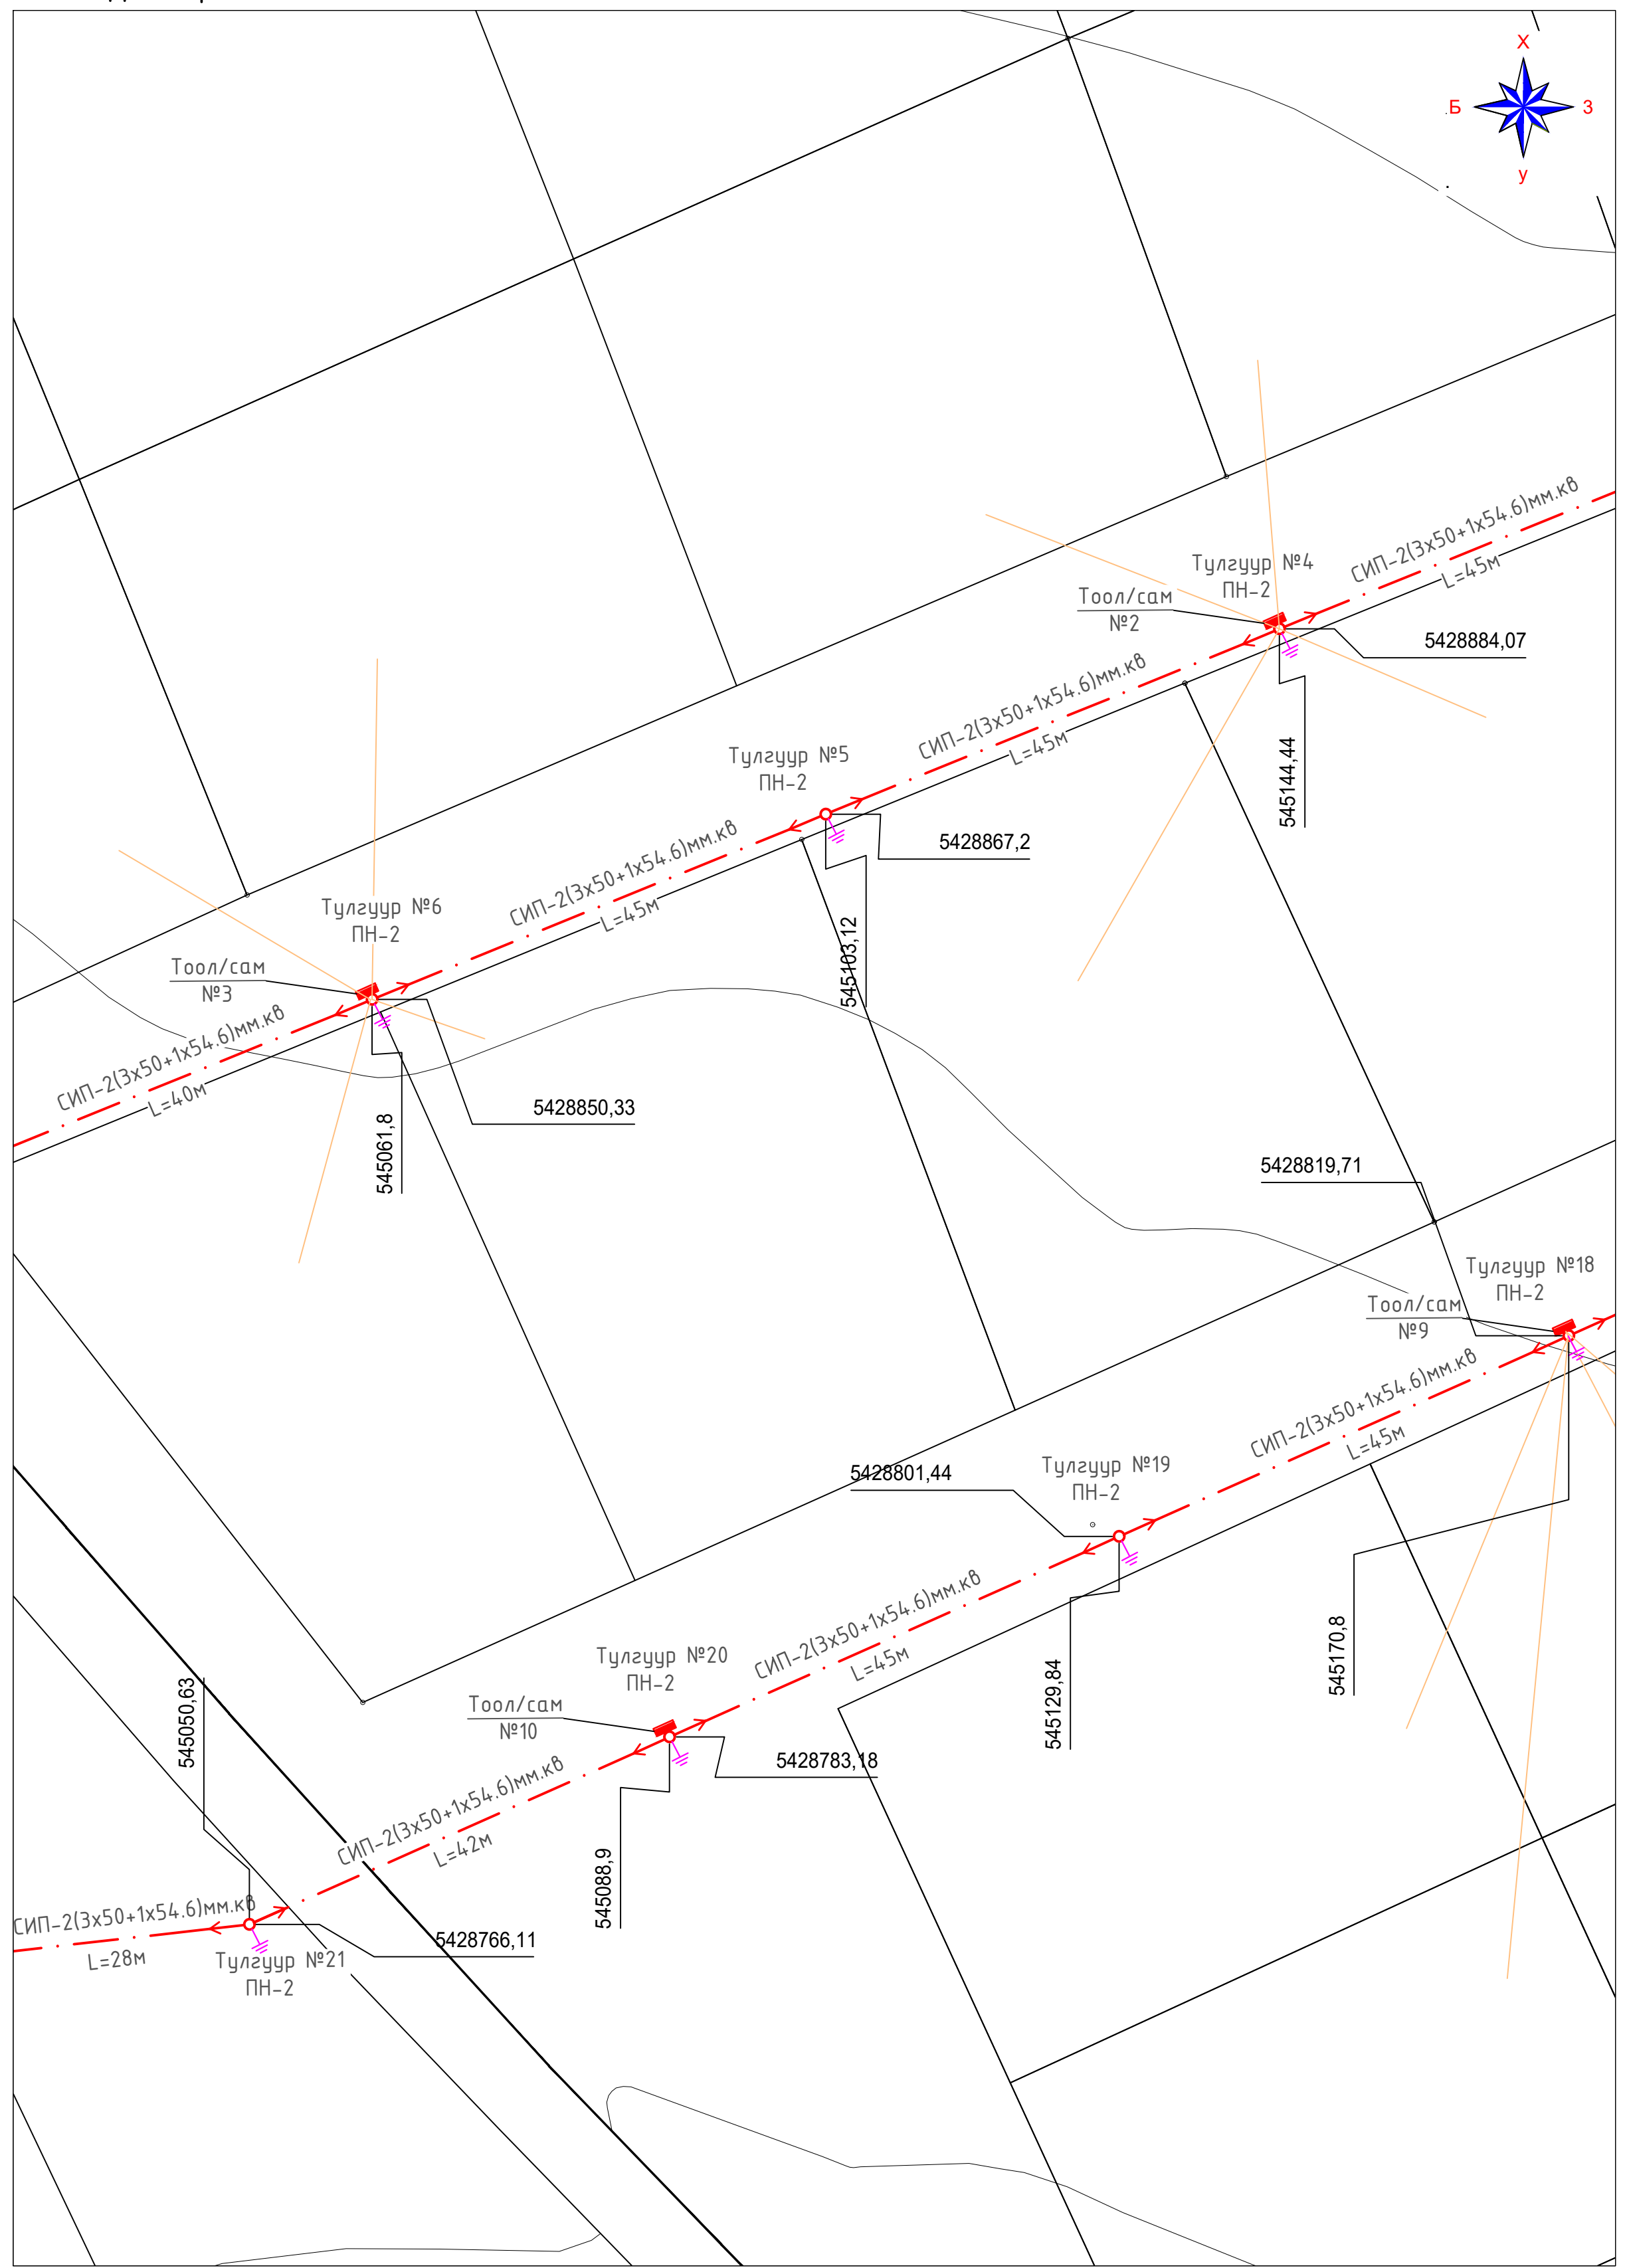 Х
Б
З
у
СИП-2(3х50+1х54.6)мм.кв
L=45м
Тулгуур №4
ПН-2
Тоол/сам
№2
5428884,07
545144,44
СИП-2(3х50+1х54.6)мм.кв
L=45м
Тулгуур №5
ПН-2
5428867,2
545103,12
СИП-2(3х50+1х54.6)мм.кв
L=45м
Тулгуур №6
ПН-2
Тоол/сам
№3
СИП-2(3х50+1х54.6)мм.кв
L=40м
5428850,33
545061,8
5428819,71
Тулгуур №18
ПН-2
Тоол/сам
№9
СИП-2(3х50+1х54.6)мм.кв
L=45м
5428801,44
Тулгуур №19
ПН-2
545170,8
СИП-2(3х50+1х54.6)мм.кв
L=45м
545129,84
Тулгуур №20
ПН-2
Тоол/сам
№10
545050,63
5428783,18
СИП-2(3х50+1х54.6)мм.кв
L=42м
545088,9
СИП-2(3х50+1х54.6)мм.кв
L=28м
5428766,11
Тулгуур №21
ПН-2